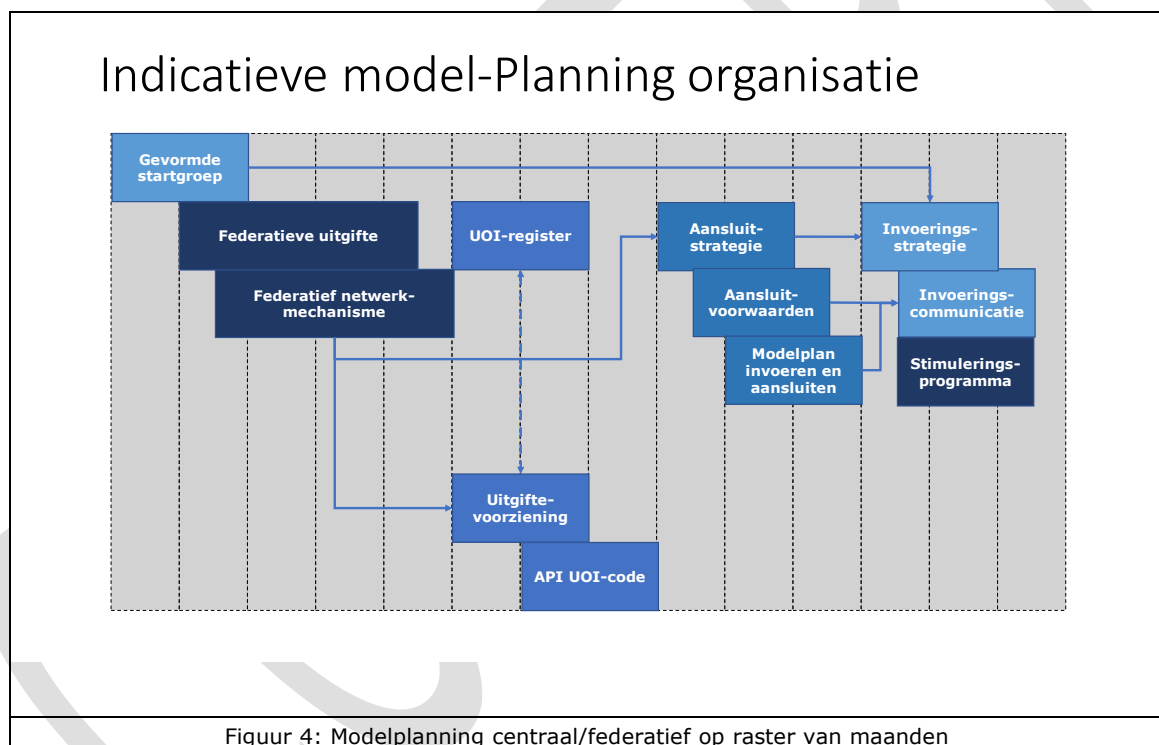 Indicatieve model-Planning organisatie
Gevormde
startgroep
Federatieve uitgifte
UOI-register
Aansluit-
strategie
Invoerings-
strategie
Federatief netwerk-
mechanisme
Aansluit-
voorwaarden
Invoerings-
communicatie
Modelplan
invoeren en
aansluiten
Stimulerings-
programma
Uitgifte-
voorziening
API UOI-code
Figuur 4: Modelplanning centraal/federatief op raster van maanden